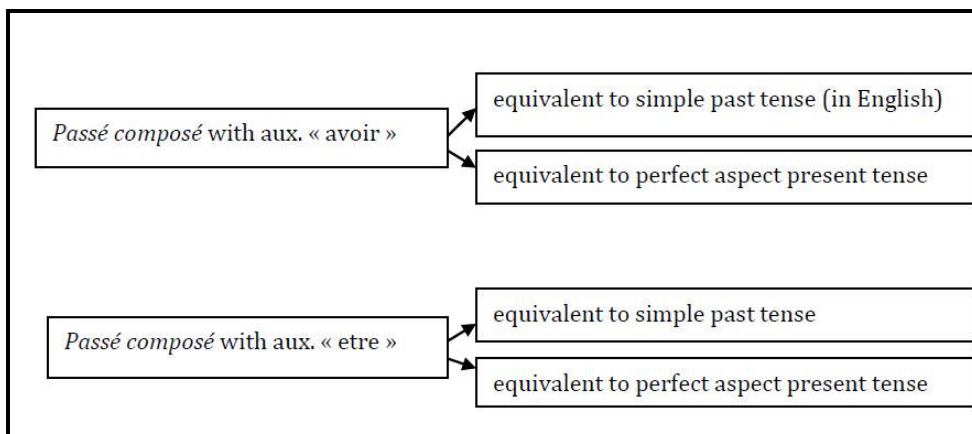 equivalent to simple past tense (in English)
Passé composé with aux. « avoir »
equivalent to perfect aspect present tense
equivalent to simple past tense
Passé composé with aux. « etre »
equivalent to perfect aspect present tense